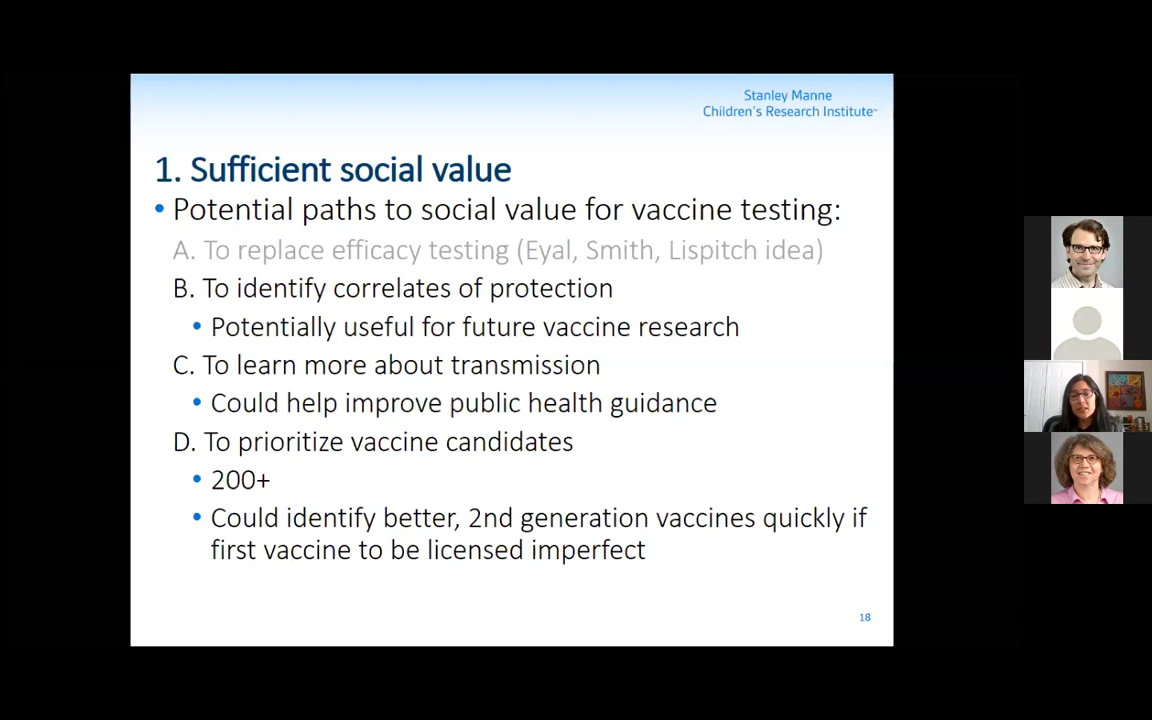 Stanley Manne
Children's Research Institute™
1. Sufficient social value
• Potential paths to social value for vaccine testing:
A. To replace efficacy testing (Eyal, Smith, Lispitch idea)
B. To identify correlates of protection
• Potentially useful for future vaccine research
C. To learn more about transmission
• Could help improve public health guidance
D. To prioritize vaccine candidates
• 200+
• Could identify better, 2nd generation vaccines quickly if
first vaccine to be licensed imperfect
18